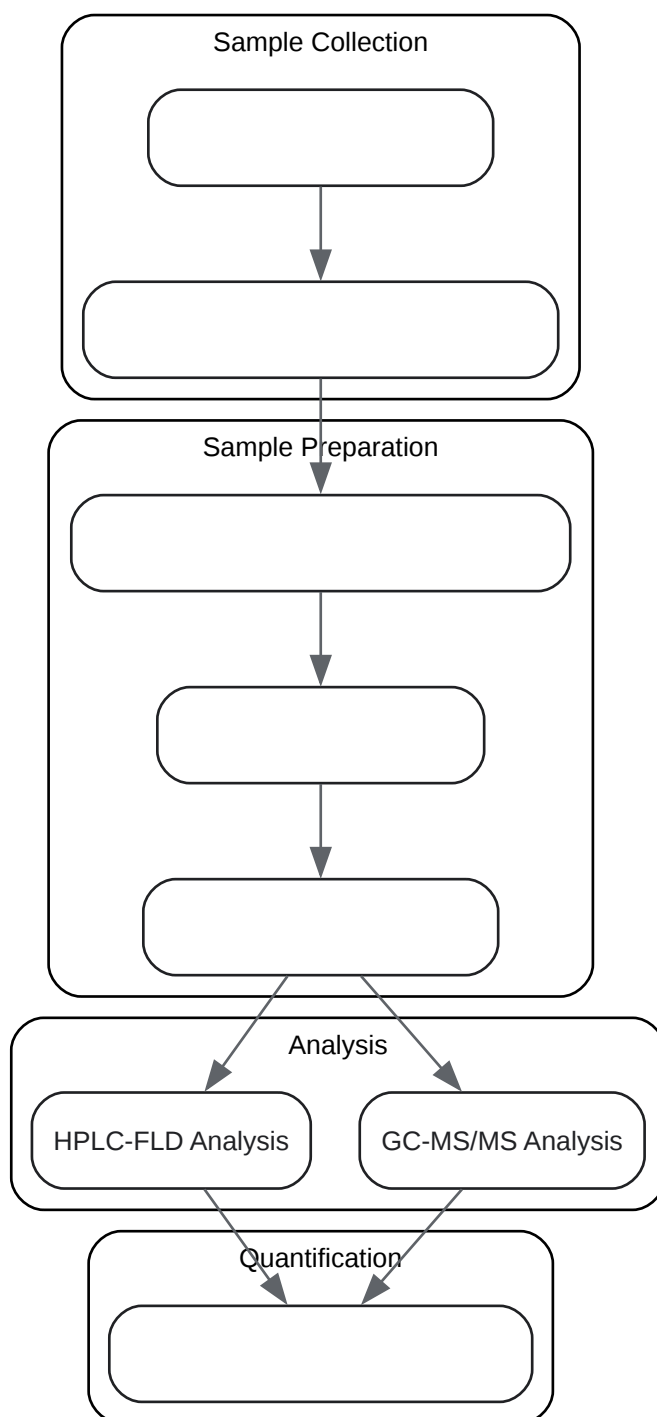 Sample Collection
Sample Preparation
Analysis
HPLC-FLD Analysis
GC-MS/MS Analysis
Quantification